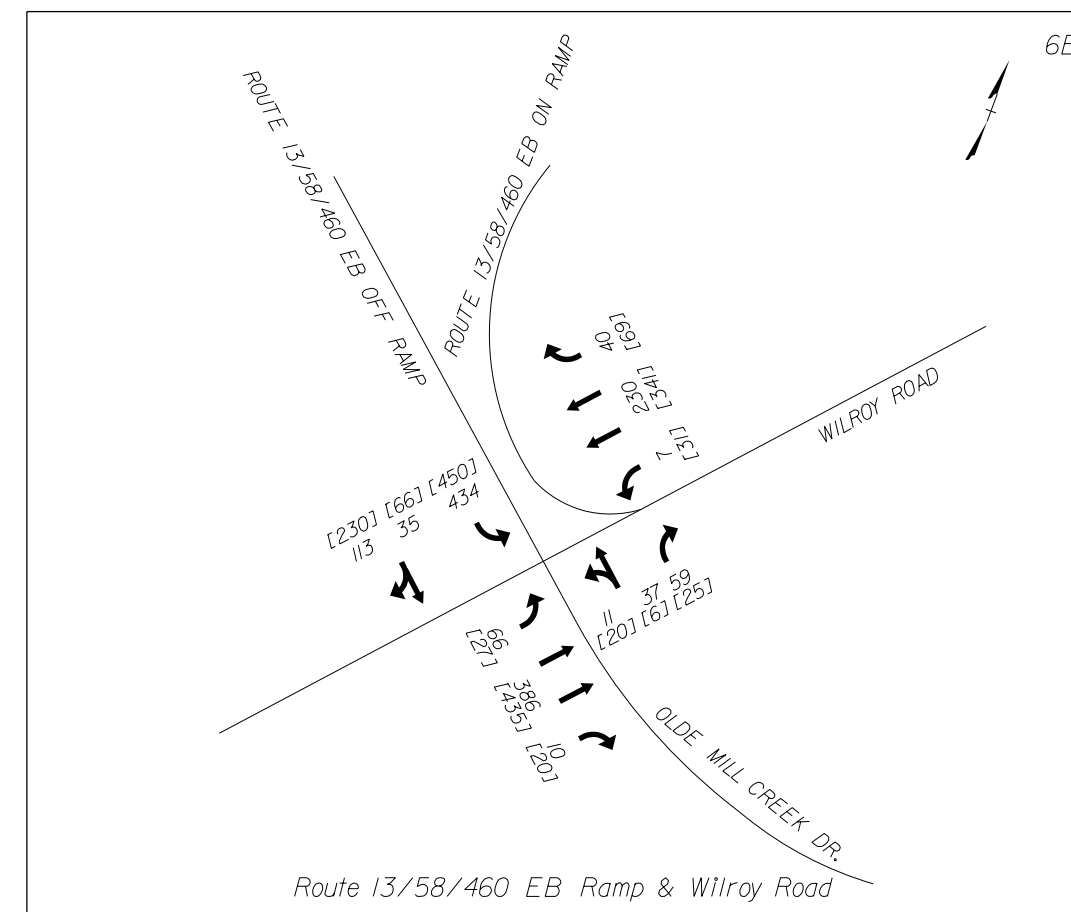 6E
ROUTE 13/58/460 EB OFF RAMP
ROUTE 13/58/460 EB ON RAMP
40 [69]
230 [341]
7 [31]
WILROY ROAD
[230] [66] [450]
113 35 434
66 386 10
[27] [435] [20]
11 37 59
[20] [6] [25]
OLDE MILL CREEK DR.
Route 13/58/460 EB Ramp & Wilroy Road